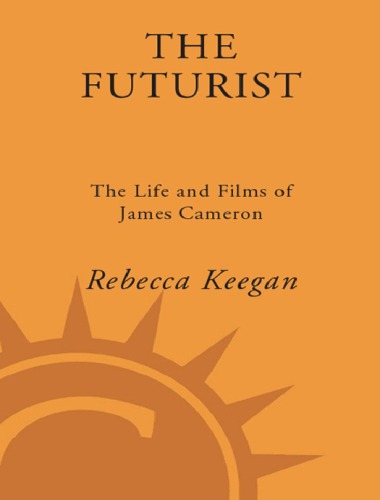 THE
FUTURIST
The Life and Films of
James Cameron
Rebecca Keegan